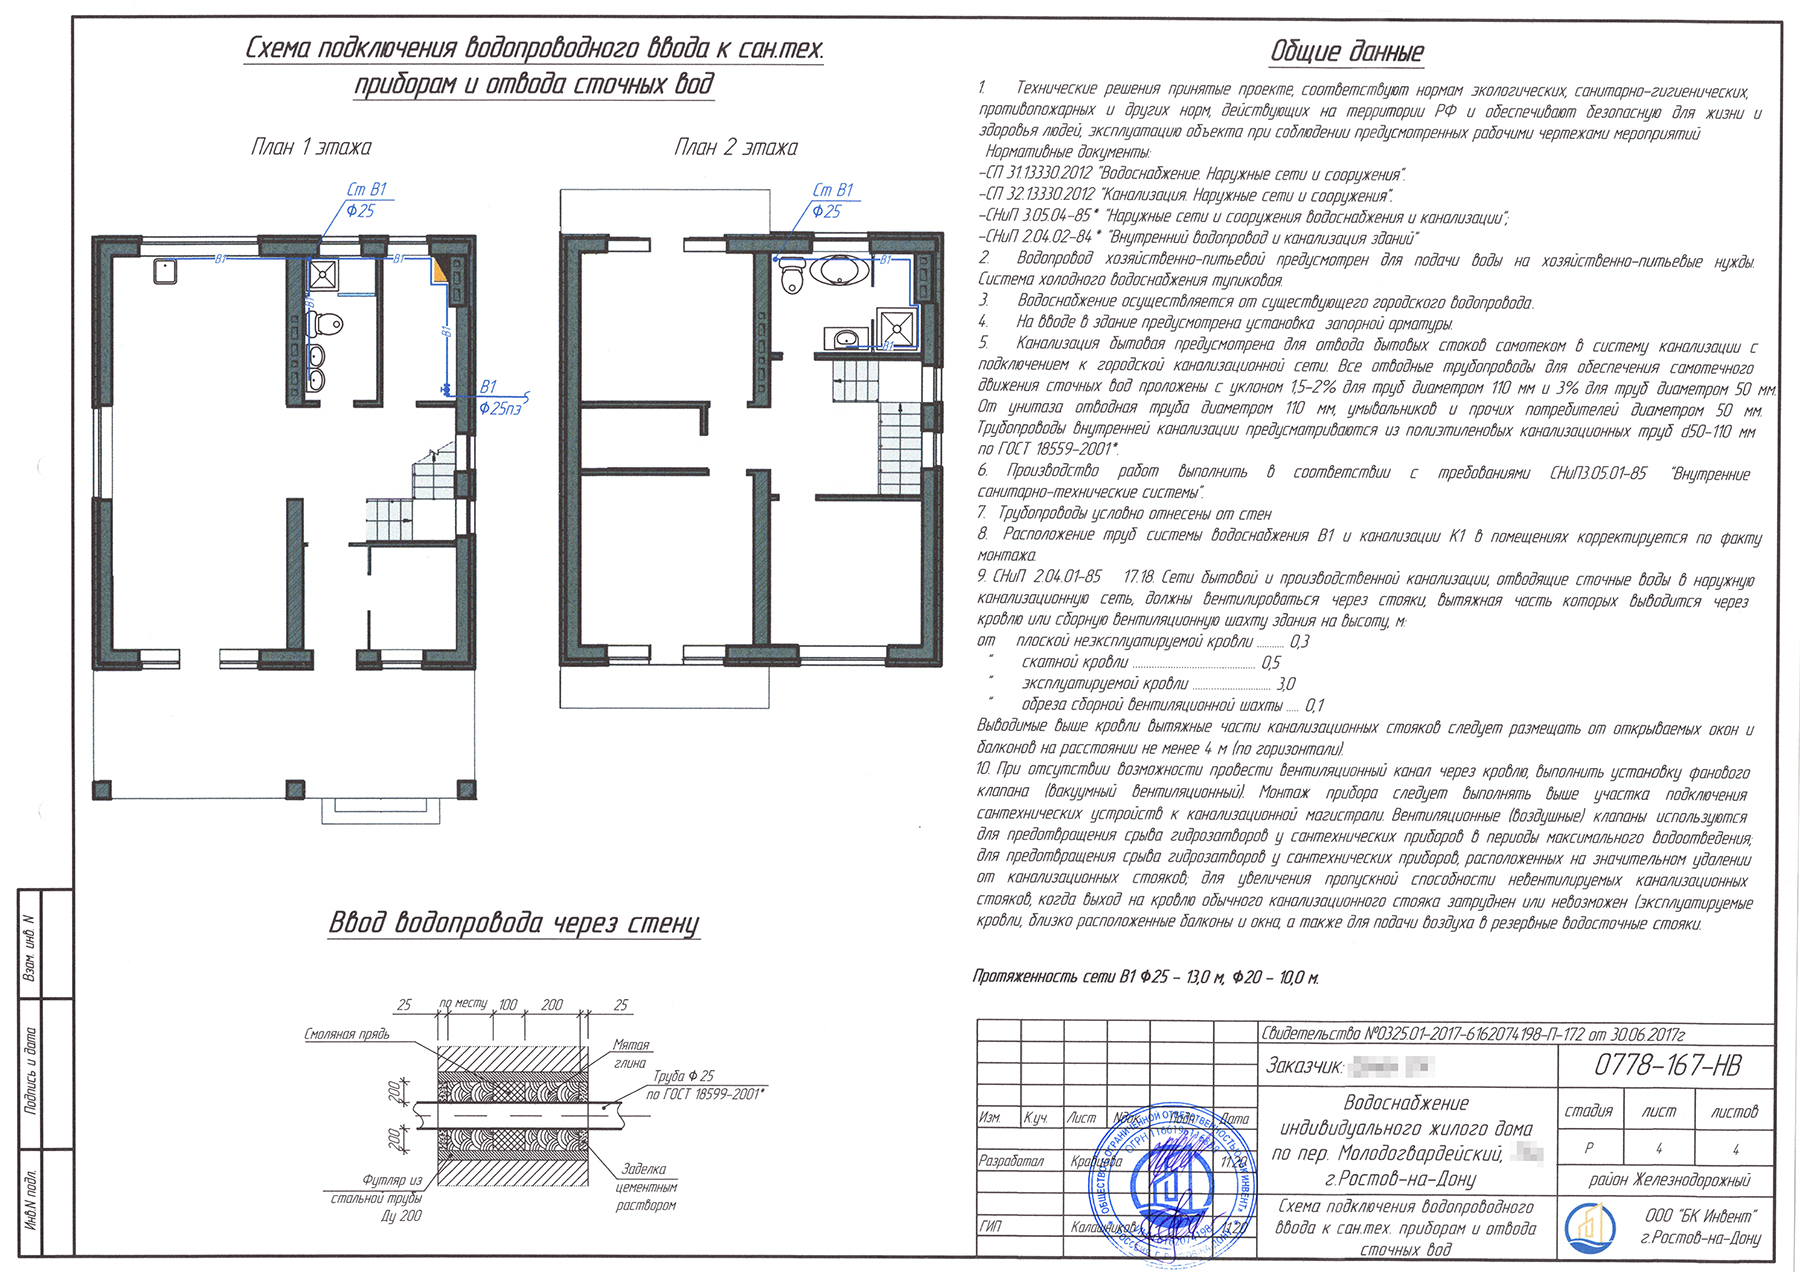 Схема подключения водопроводного ввода к сан.тех.
приборам и отвода сточных вод
План 1 этажа
План 2 этажа
Ст В1
Ф25
Ст В1
Ф25
В1
В1
В1
В1
В1
Ф25пэ
В1
В1
Общие данные
1. Технические решения принятые проекте, соответствуют нормам экологических, санитарно-гигиенических,
противопожарных и других норм, действующих на территории РФ и обеспечивают безопасную для жизни и
здоровья людей, эксплуатацию объекта при соблюдении предусмотренных рабочими чертежами мероприятий
Нормативные документы:
-СП 31.13330.2012 "Водоснабжение. Наружные сети и сооружения".
-СП 32.13330.2012 "Канализация. Наружные сети и сооружения".
-СНиП 3.05.04-85* "Наружные сети и сооружения водоснабжения и канализации";
-СНиП 2.04.02-84* "Внутренний водопровод и канализация зданий"
2. Водопровод хозяйственно-питьевой предусмотрен для подачи воды на хозяйственно-питьевые нужды.
Система холодного водоснабжения тупиковая.
3. Водоснабжение осуществляется от существующего городского водопровода.
4. На вводе в здание предусмотрена установка запорной арматуры.
5. Канализация бытовая предусмотрена для отвода бытовых стоков самотеком в систему канализации с
подключением к городской канализационной сети. Все отводные трубопроводы для обеспечения самотечного
движения сточных вод проложены с уклоном 1,5-2% для труб диаметром 110 мм и 3% для труб диаметром 50 мм.
От унитаза отводная труба диаметром 110 мм, умывальников и прочих потребителей диаметром 50 мм.
Трубопроводы внутренней канализации предусматриваются из полиэтиленовых канализационных труб d50-110 мм
по ГОСТ 18559-2001*.
6. Производство работ выполнить в соответствии с требованиями СНиП3.05.01-85 "Внутренние
санитарно-технические системы".
7. Трубопроводы условно отнесены от стен
8. Расположение труб системы водоснабжения В1 и канализации К1 в помещениях корректируется по факту
монтажа.
9. СНиП 2.04.01-85 17.18. Сети бытовой и производственной канализации, отводящие сточные воды в наружную
канализационную сеть, должны вентилироваться через стояки, вытяжная часть которых выводится через
кровлю или сборную вентиляционную шахту здания на высоту, м:
от плоской неэксплуатируемой кровли ........... 0,3
" скатной кровли ................................................ 0,5
" эксплуатируемой кровли ............................... 3,0
" обреза сборной вентиляционной шахты ..... 0,1
Выводимые выше кровли вытяжные части канализационных стояков следует размещать от открываемых окон и
балконов на расстоянии не менее 4 м (по горизонтали).
10. При отсутствии возможности провести вентиляционный канал через кровлю, выполнить установку фанового
клапана (вакуумный вентиляционный). Монтаж прибора следует выполнять выше участка подключения
сантехнических устройств к канализационной магистрали. Вентиляционные (воздушные) клапаны используются
для предотвращения срыва гидрозатворов у сантехнических приборов в периоды максимального водоотведения;
для предотвращения срыва гидрозатворов у сантехнических приборов, расположенных на значительном удалении
от канализационных стояков; для увеличения пропускной способности невентилируемых канализационных
стояков, когда выход на кровлю обычного канализационного стояка затруднен или невозможен (эксплуатируемые
кровли, близко расположенные балконы и окна, а также для подачи воздуха в резервные водосточные стояки.
Протяженность сети В1 Ф25 - 13,0 м, Ф20 - 10,0 м.
Ввод водопровода через стену
25 по месту 100 200 25
Смоляная прядь
Мятая
глина
Труба Ф 25
по ГОСТ 18599-2001*
200
200
Футляр из
стальной трубы
Ду 200
Заделка
цементным
раствором
Взам. инв. N
Подпись и дата
Инв.N подл.
Свидетельство №0325.01-2017-6162074198-П-172 от 30.06.2017г
Заказчик:
0778-167-НВ
Изм. К.уч. Лист Nдок. Подп. Дата
Разработал
ГИП Калашников
Водоснабжение
индивидуального жилого дома
по пер. Молодогвардейский,
г.Ростов-на-Дону
стадия лист листов
Р 4 4
район Железнодорожный
Схема подключения водопроводного
ввода к сан.тех. приборам и отвода
сточных вод
ООО "БК Инвент"
г.Ростов-на-Дону